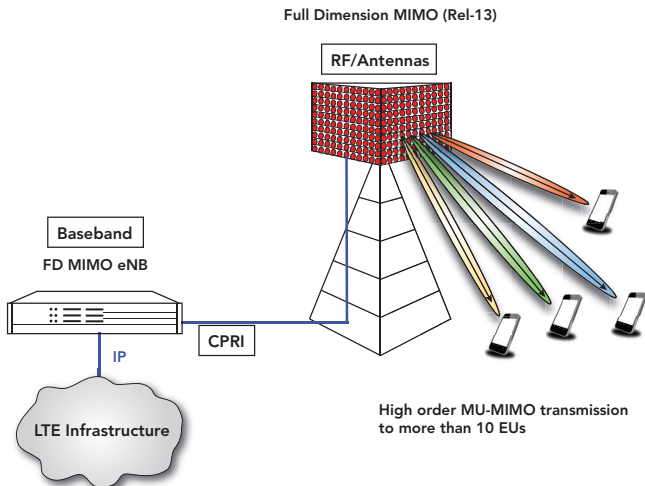 Full Dimension MIMO (Rel-13)
RF/Antennas
Baseband
FD MIMO eNB
CPRI
IP
LTE Infrastructure
High order MU-MIMO transmission
to more than 10 EUs